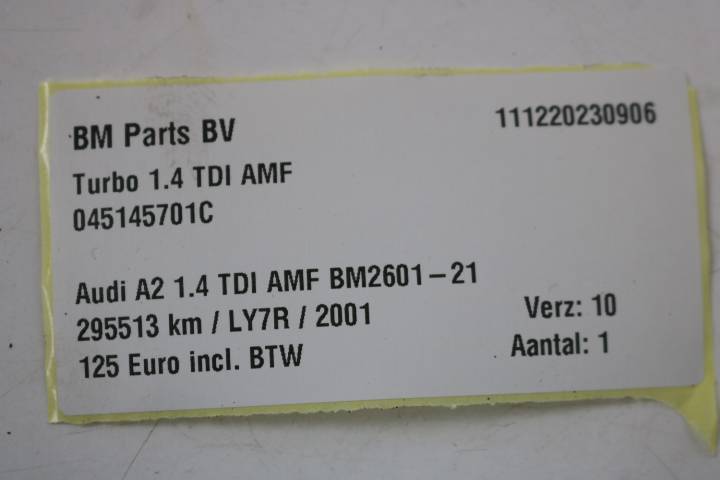 BM Parts BV
111220230906
Turbo 1.4 TDI AMF
045145701C
Audi A2 1.4 TDI AMF BM2601-21
295513 km / LY7R / 2001
Verz: 10
125 Euro incl. BTW
Aantal: 1